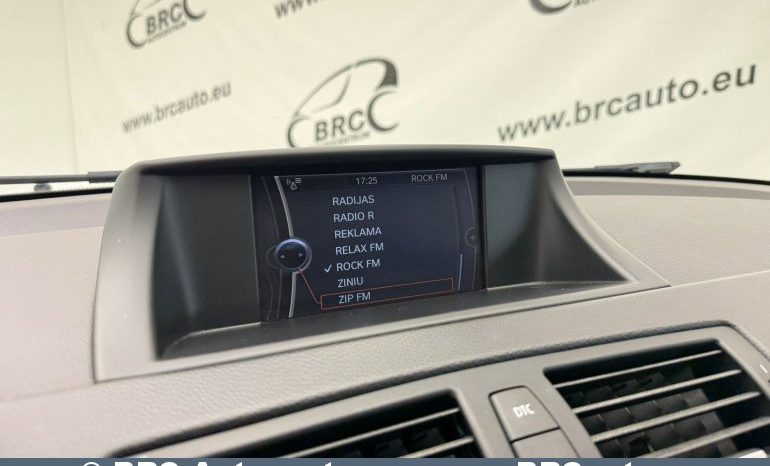 BRC
AUTOCENTRUM
BRC
www.brcauto.eu
www.brcauto.eu
17:25 ROCK FM
RADIJAS
RADIO R
REKLAMA
RELAX FM
✓ ROCK FM
ZINIU
ZIP FM
DTC